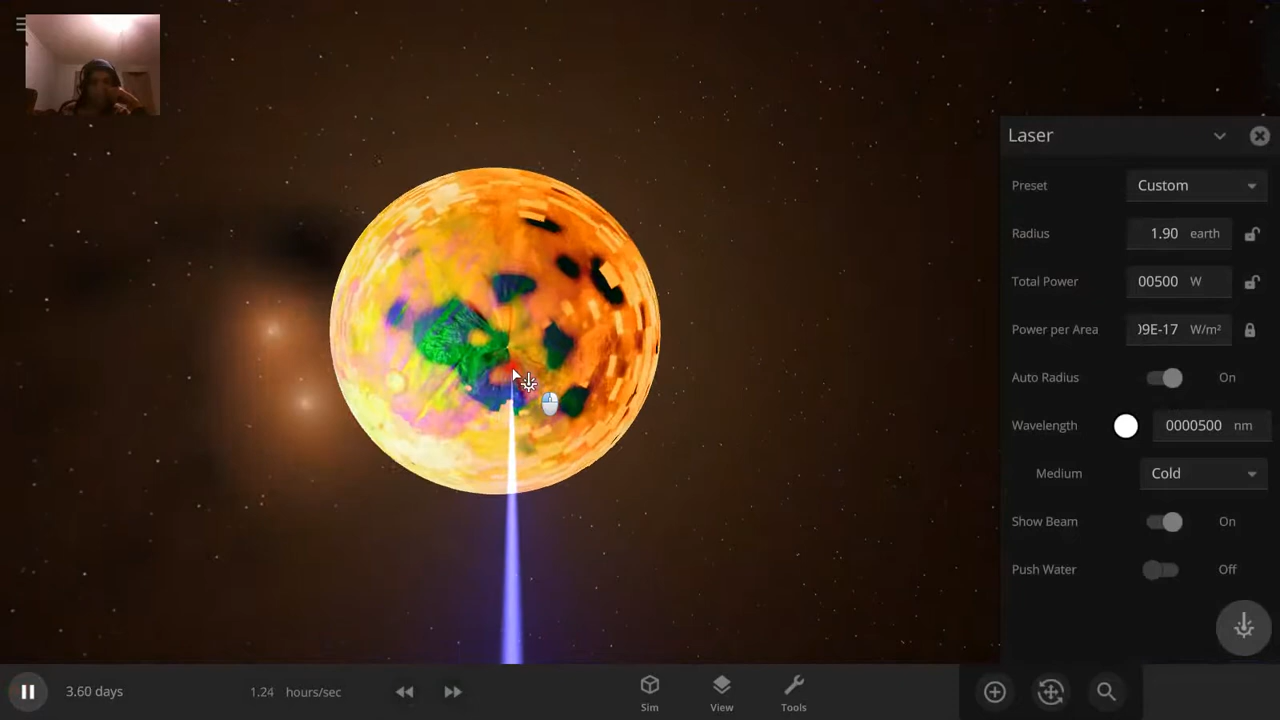 Laser
Preset Custom
Radius 1.90 earth
Total Power 00500 W
Power per Area 09E-17 W/m²
Auto Radius On
Wavelength 0000500 nm
Medium Cold
Show Beam On
Push Water Off
3.60 days 1.24 hours/sec
Sim View Tools